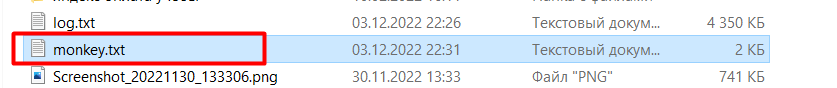 log.txt 03.12.2022 22:26 Текстовый докум... 4 350 КБ
monkey.txt 03.12.2022 22:31 Текстовый докум... 2 КБ
Screenshot_20221130_133306.png 30.11.2022 13:33 Файл "PNG" 741 КБ